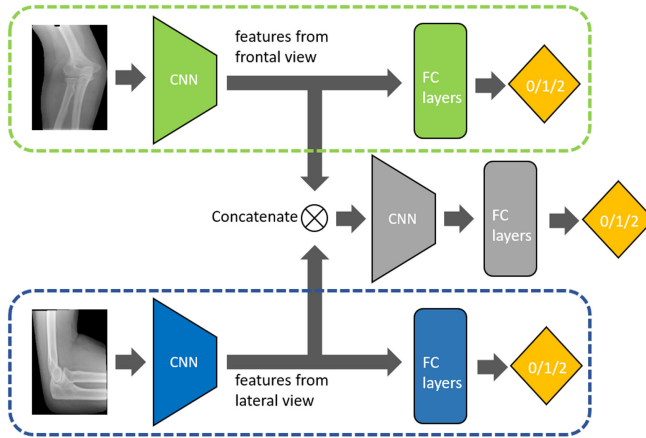 features from
frontal view
CNN
FC
layers
0/1/2
Concatenate
CNN
FC
layers
0/1/2
CNN
features from
lateral view
FC
layers
0/1/2